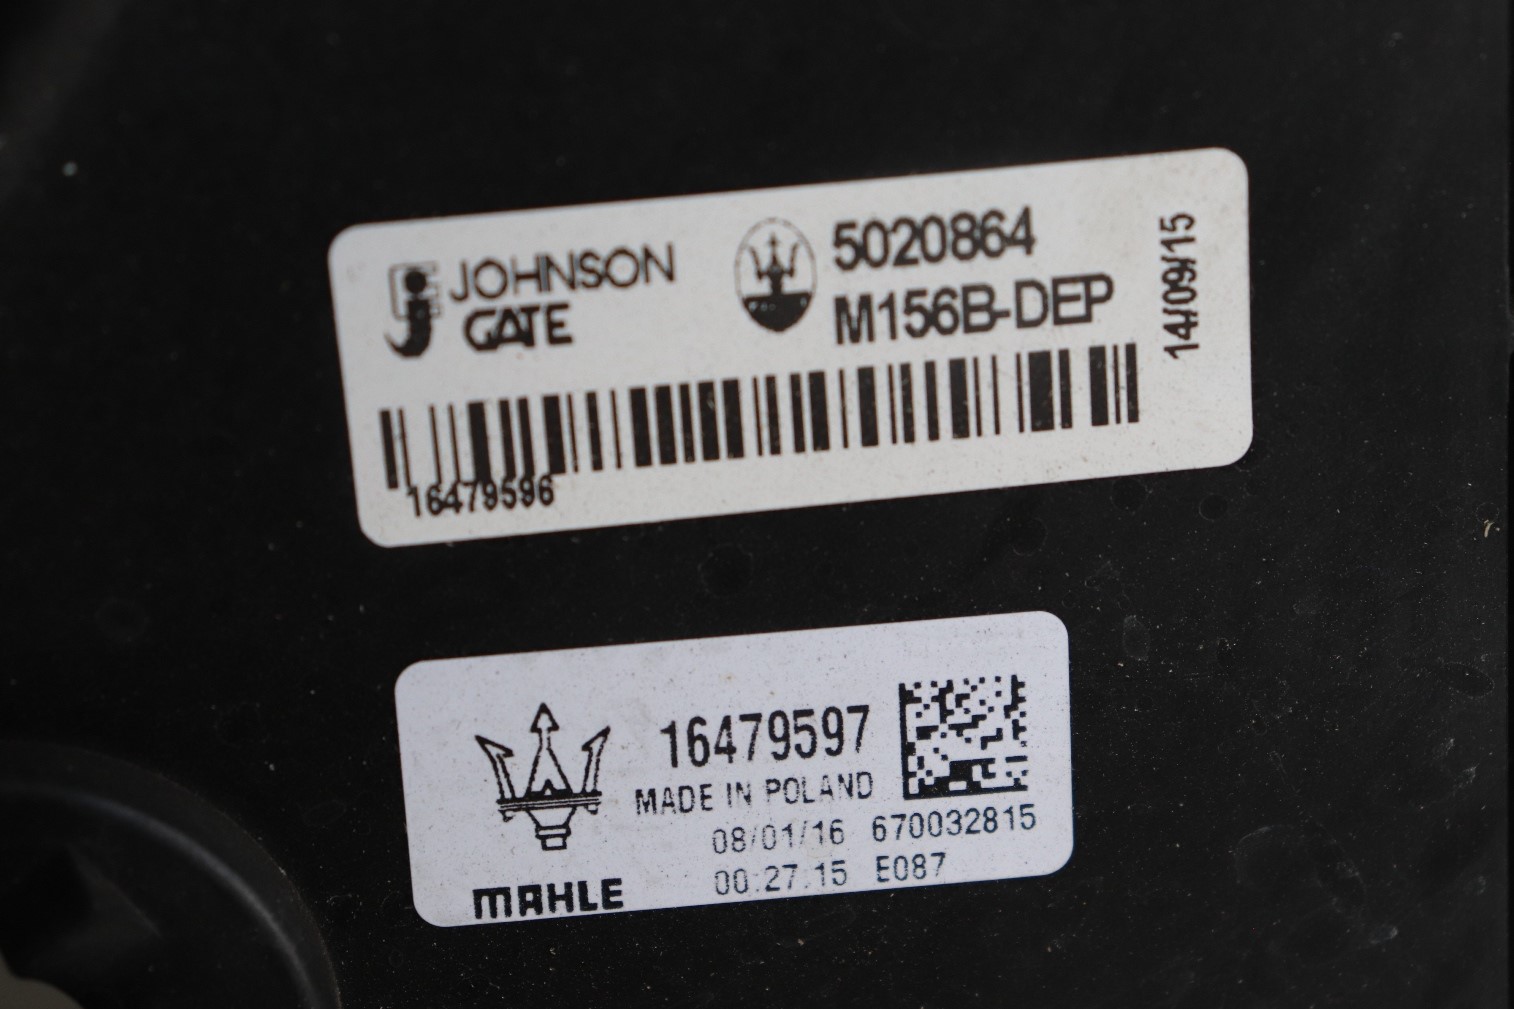 JOHNSON
GATE
5020864
M156B-DEP
14/09/15
16479596
16479597
MADE IN POLAND
08/01/16 670032815
00:27:15 E087
MAHLE